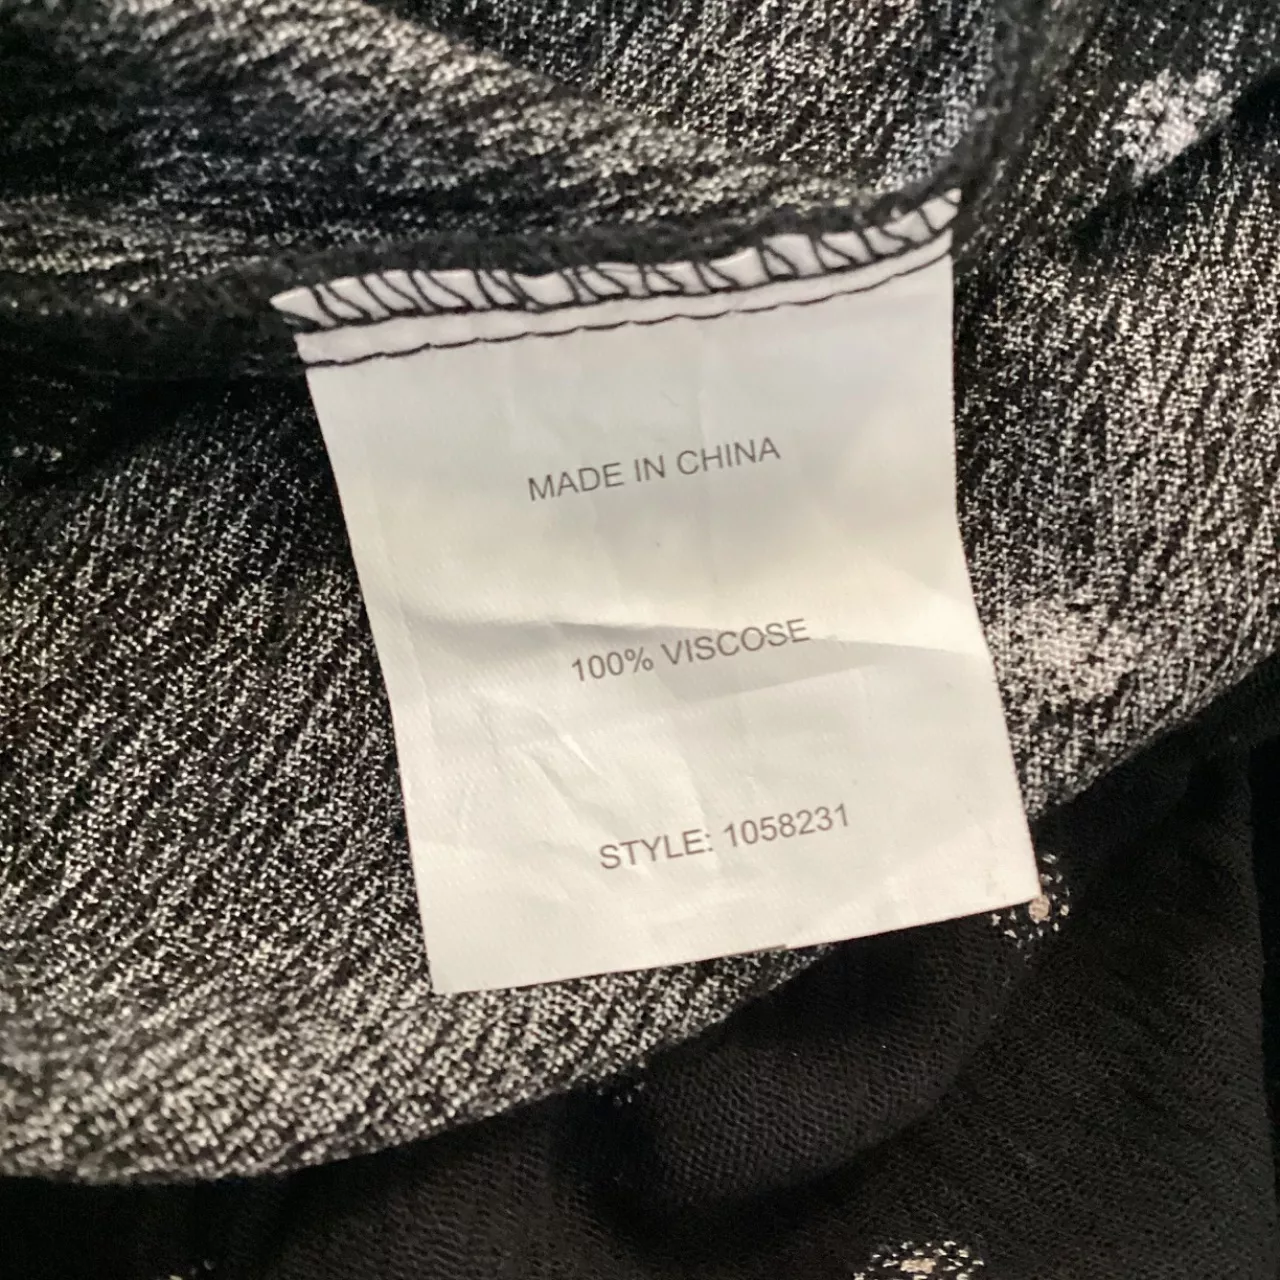 MADE IN CHINA
100% VISCOSE
STYLE: 1058231